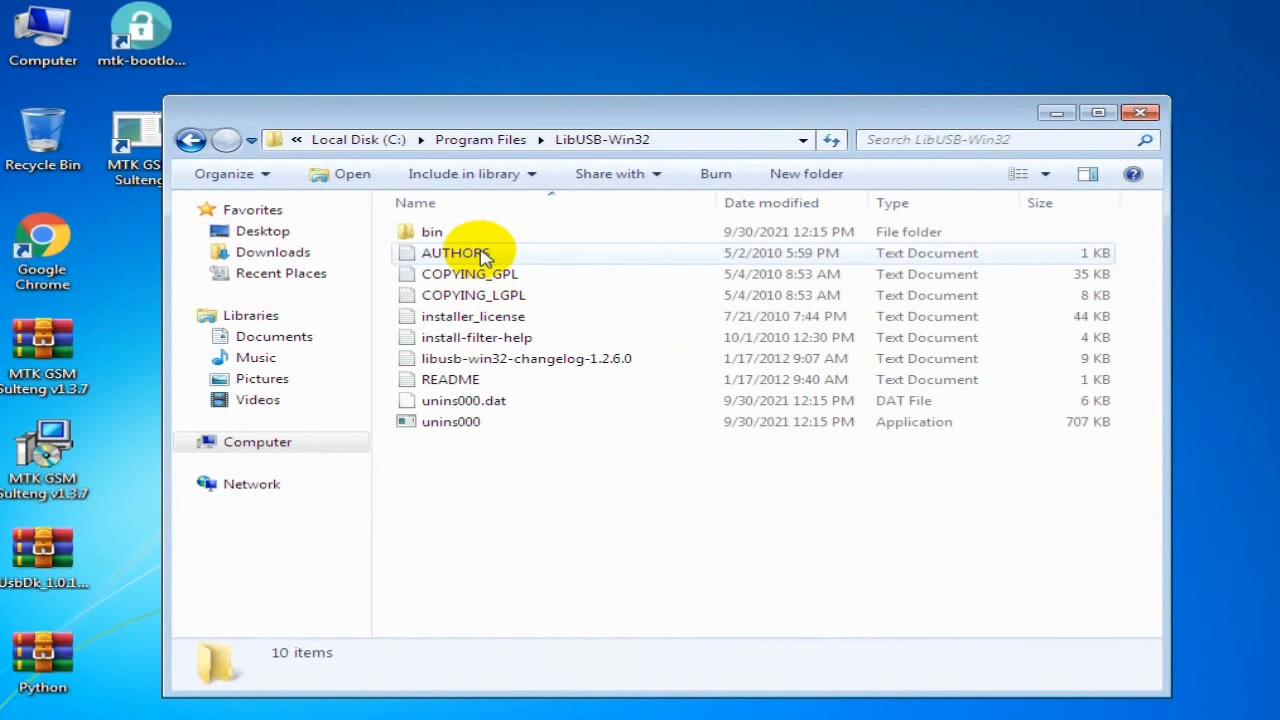 Computer
mtk-bootlo...
Recycle Bin
MTK GS
Sulteng
Google
Chrome
MTK GSM
Sulteng v1.3.7
MTK GSM
Sulteng v1.3.7
UsbDk_1.0.1...
Python
« Local Disk (C:) Program Files LibUSB-Win32
Search LibUSB-Win32
Organize Open Include in library Share with Burn New folder
Favorites
Desktop
Downloads
Recent Places
Libraries
Documents
Music
Pictures
Videos
Computer
Network
Name Date modified Type Size
bin 9/30/2021 12:15 PM File folder
AUTHORS 5/2/2010 5:59 PM Text Document 1 KB
COPYING_GPL 5/4/2010 8:53 AM Text Document 35 KB
COPYING_LGPL 5/4/2010 8:53 AM Text Document 8 KB
installer_license 7/21/2010 7:44 PM Text Document 44 KB
install-filter-help 10/1/2010 12:30 PM Text Document 4 KB
libusb-win32-changelog-1.2.6.0 1/17/2012 9:07 AM Text Document 9 KB
README 1/17/2012 9:40 AM Text Document 1 KB
unins000.dat 9/30/2021 12:15 PM DAT File 6 KB
unins000 9/30/2021 12:15 PM Application 707 KB
10 items